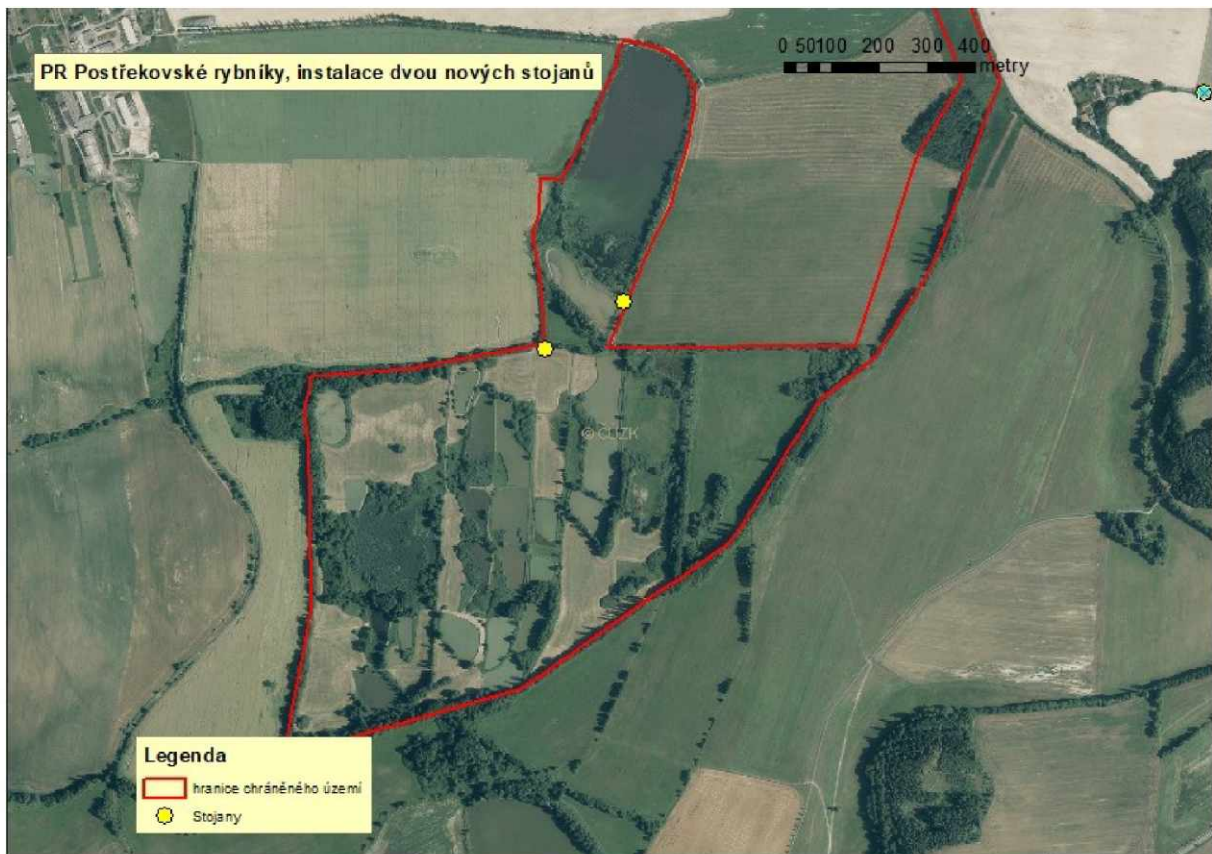 PR Postřekovské rybníky, instalace dvou nových stojanů
0 50100 200 300 400
metry
© ČÚZK
Legenda
hranice chráněného území
Stojany